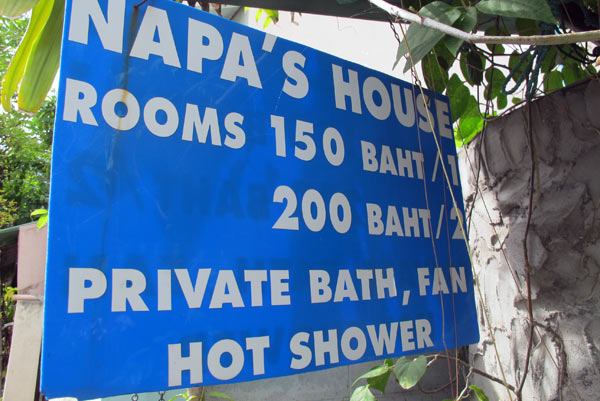 NAPA'S HOUSE
ROOMS 150 BAHT/1
200 BAHT/2
PRIVATE BATH, FAN
HOT SHOWER